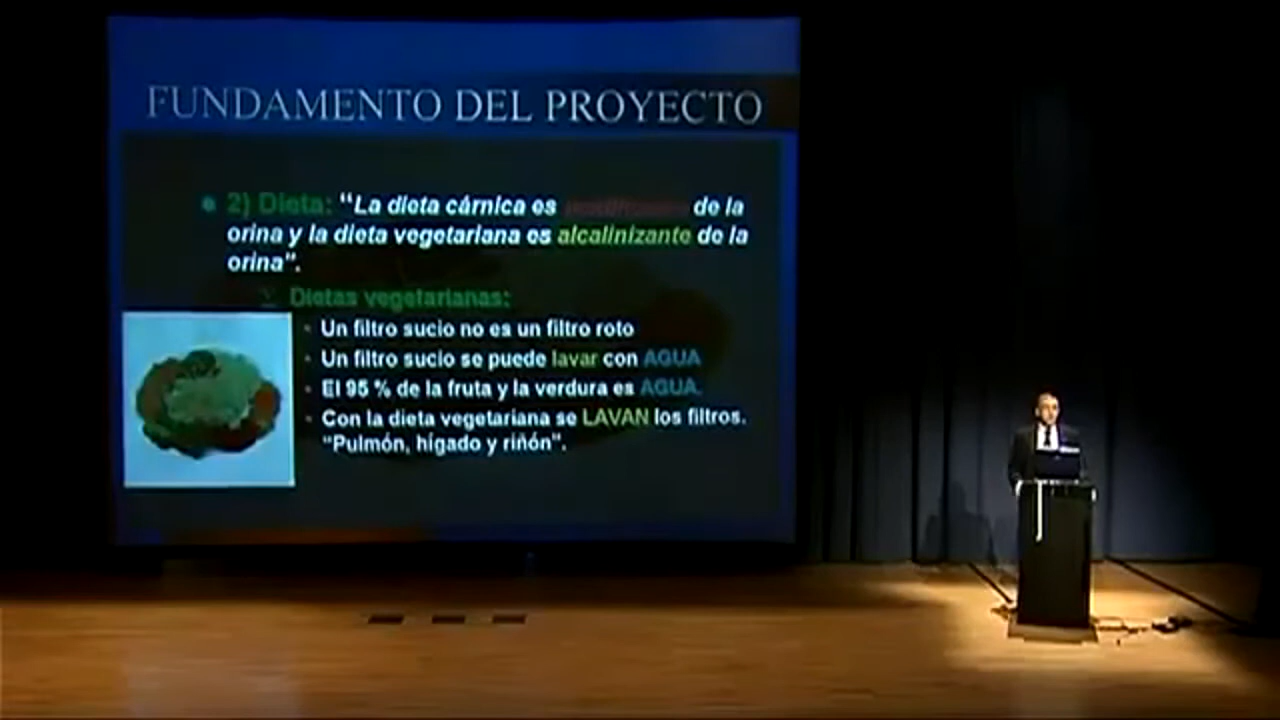 FUNDAMENTO DEL PROYECTO
2) Dieta: “La dieta cárnica es de la
orina y la dieta vegetariana es alcalinizante de la
orina”.
Dietas vegetarianas:
Un filtro sucio no es un filtro roto
Un filtro sucio se puede lavar con AGUA
El 95 % de la fruta y la verdura es AGUA.
Con la dieta vegetariana se LAVAN los filtros.
“Pulmón, hígado y riñón”.